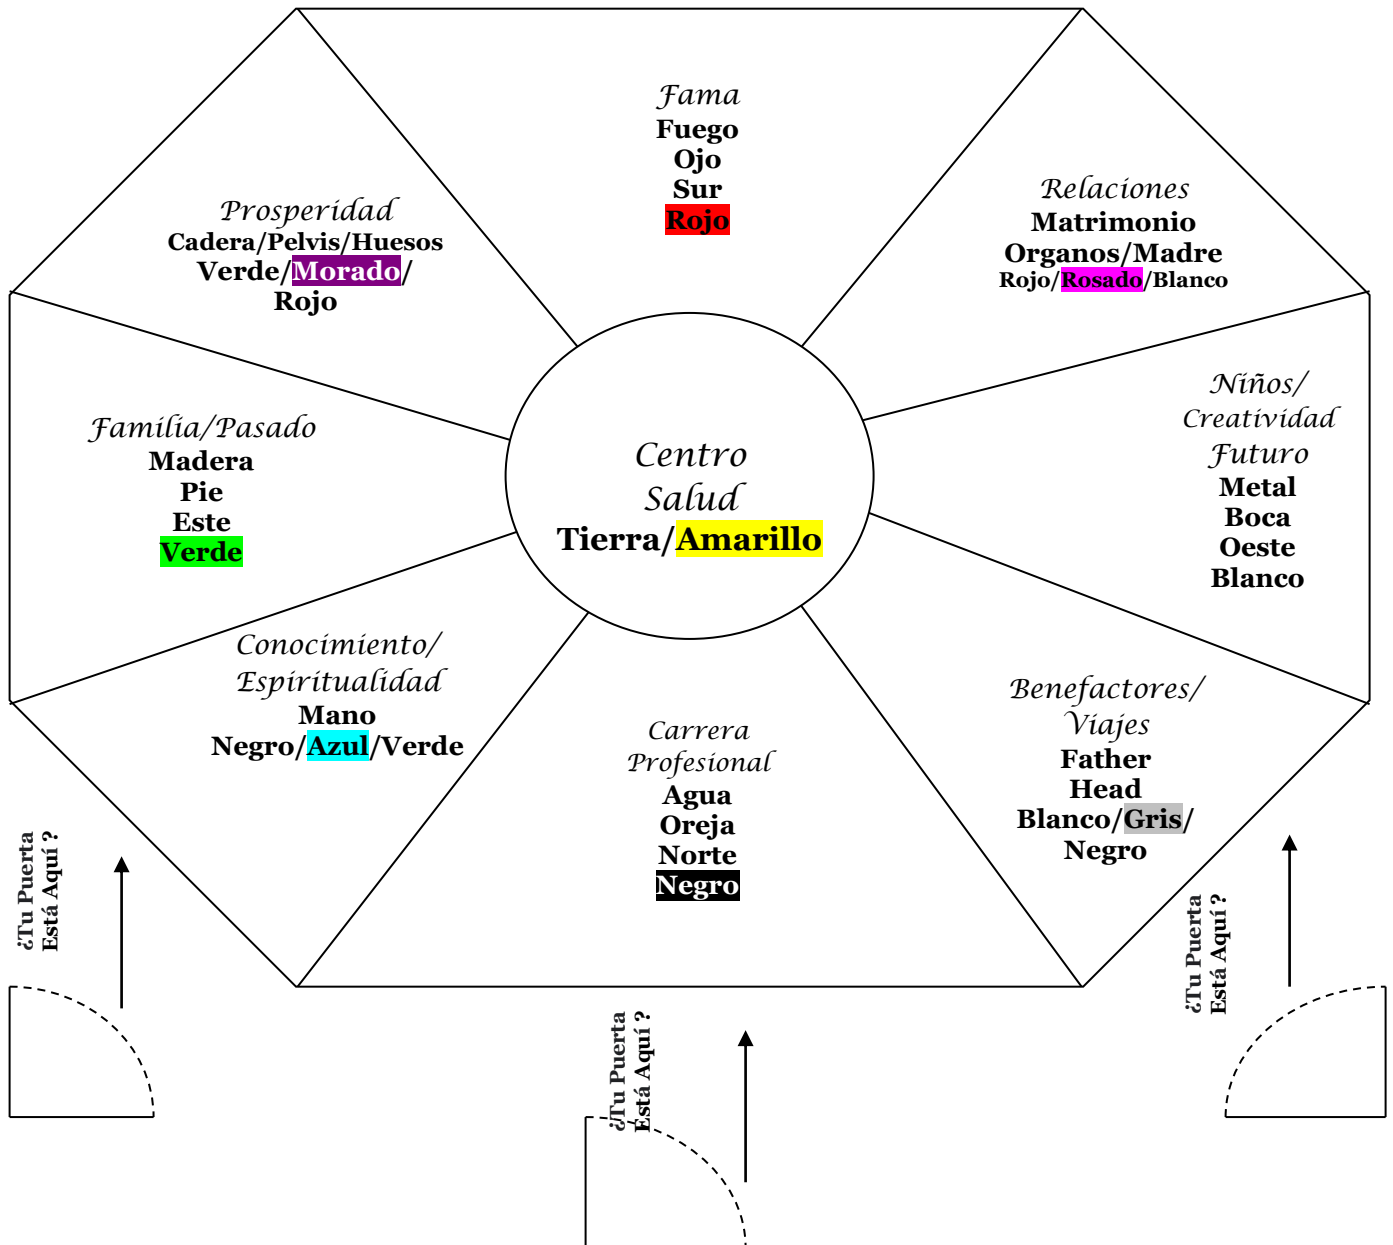 Fama
Fuego
Ojo
Sur
Rojo
Relaciones
Matrimonio
Organos/Madre
Rojo/Rosado/Blanco
Prosperidad
Cadera/Pelvis/Huesos
Verde/Morado/
Rojo
Niños/
Creatividad
Futuro
Metal
Boca
Oeste
Blanco
Familia/Pasado
Madera
Pie
Este
Verde
Centro
Salud
Tierra/Amarillo
Conocimiento/
Espiritualidad
Mano
Negro/Azul/Verde
Carrera
Profesional
Agua
Oreja
Norte
Negro
Benefactores/
Viajes
Father
Head
Blanco/Gris/
Negro
¿Tu Puerta
Está Aquí ?
¿Tu Puerta
Está Aquí ?
¿Tu Puerta
Está Aquí ?